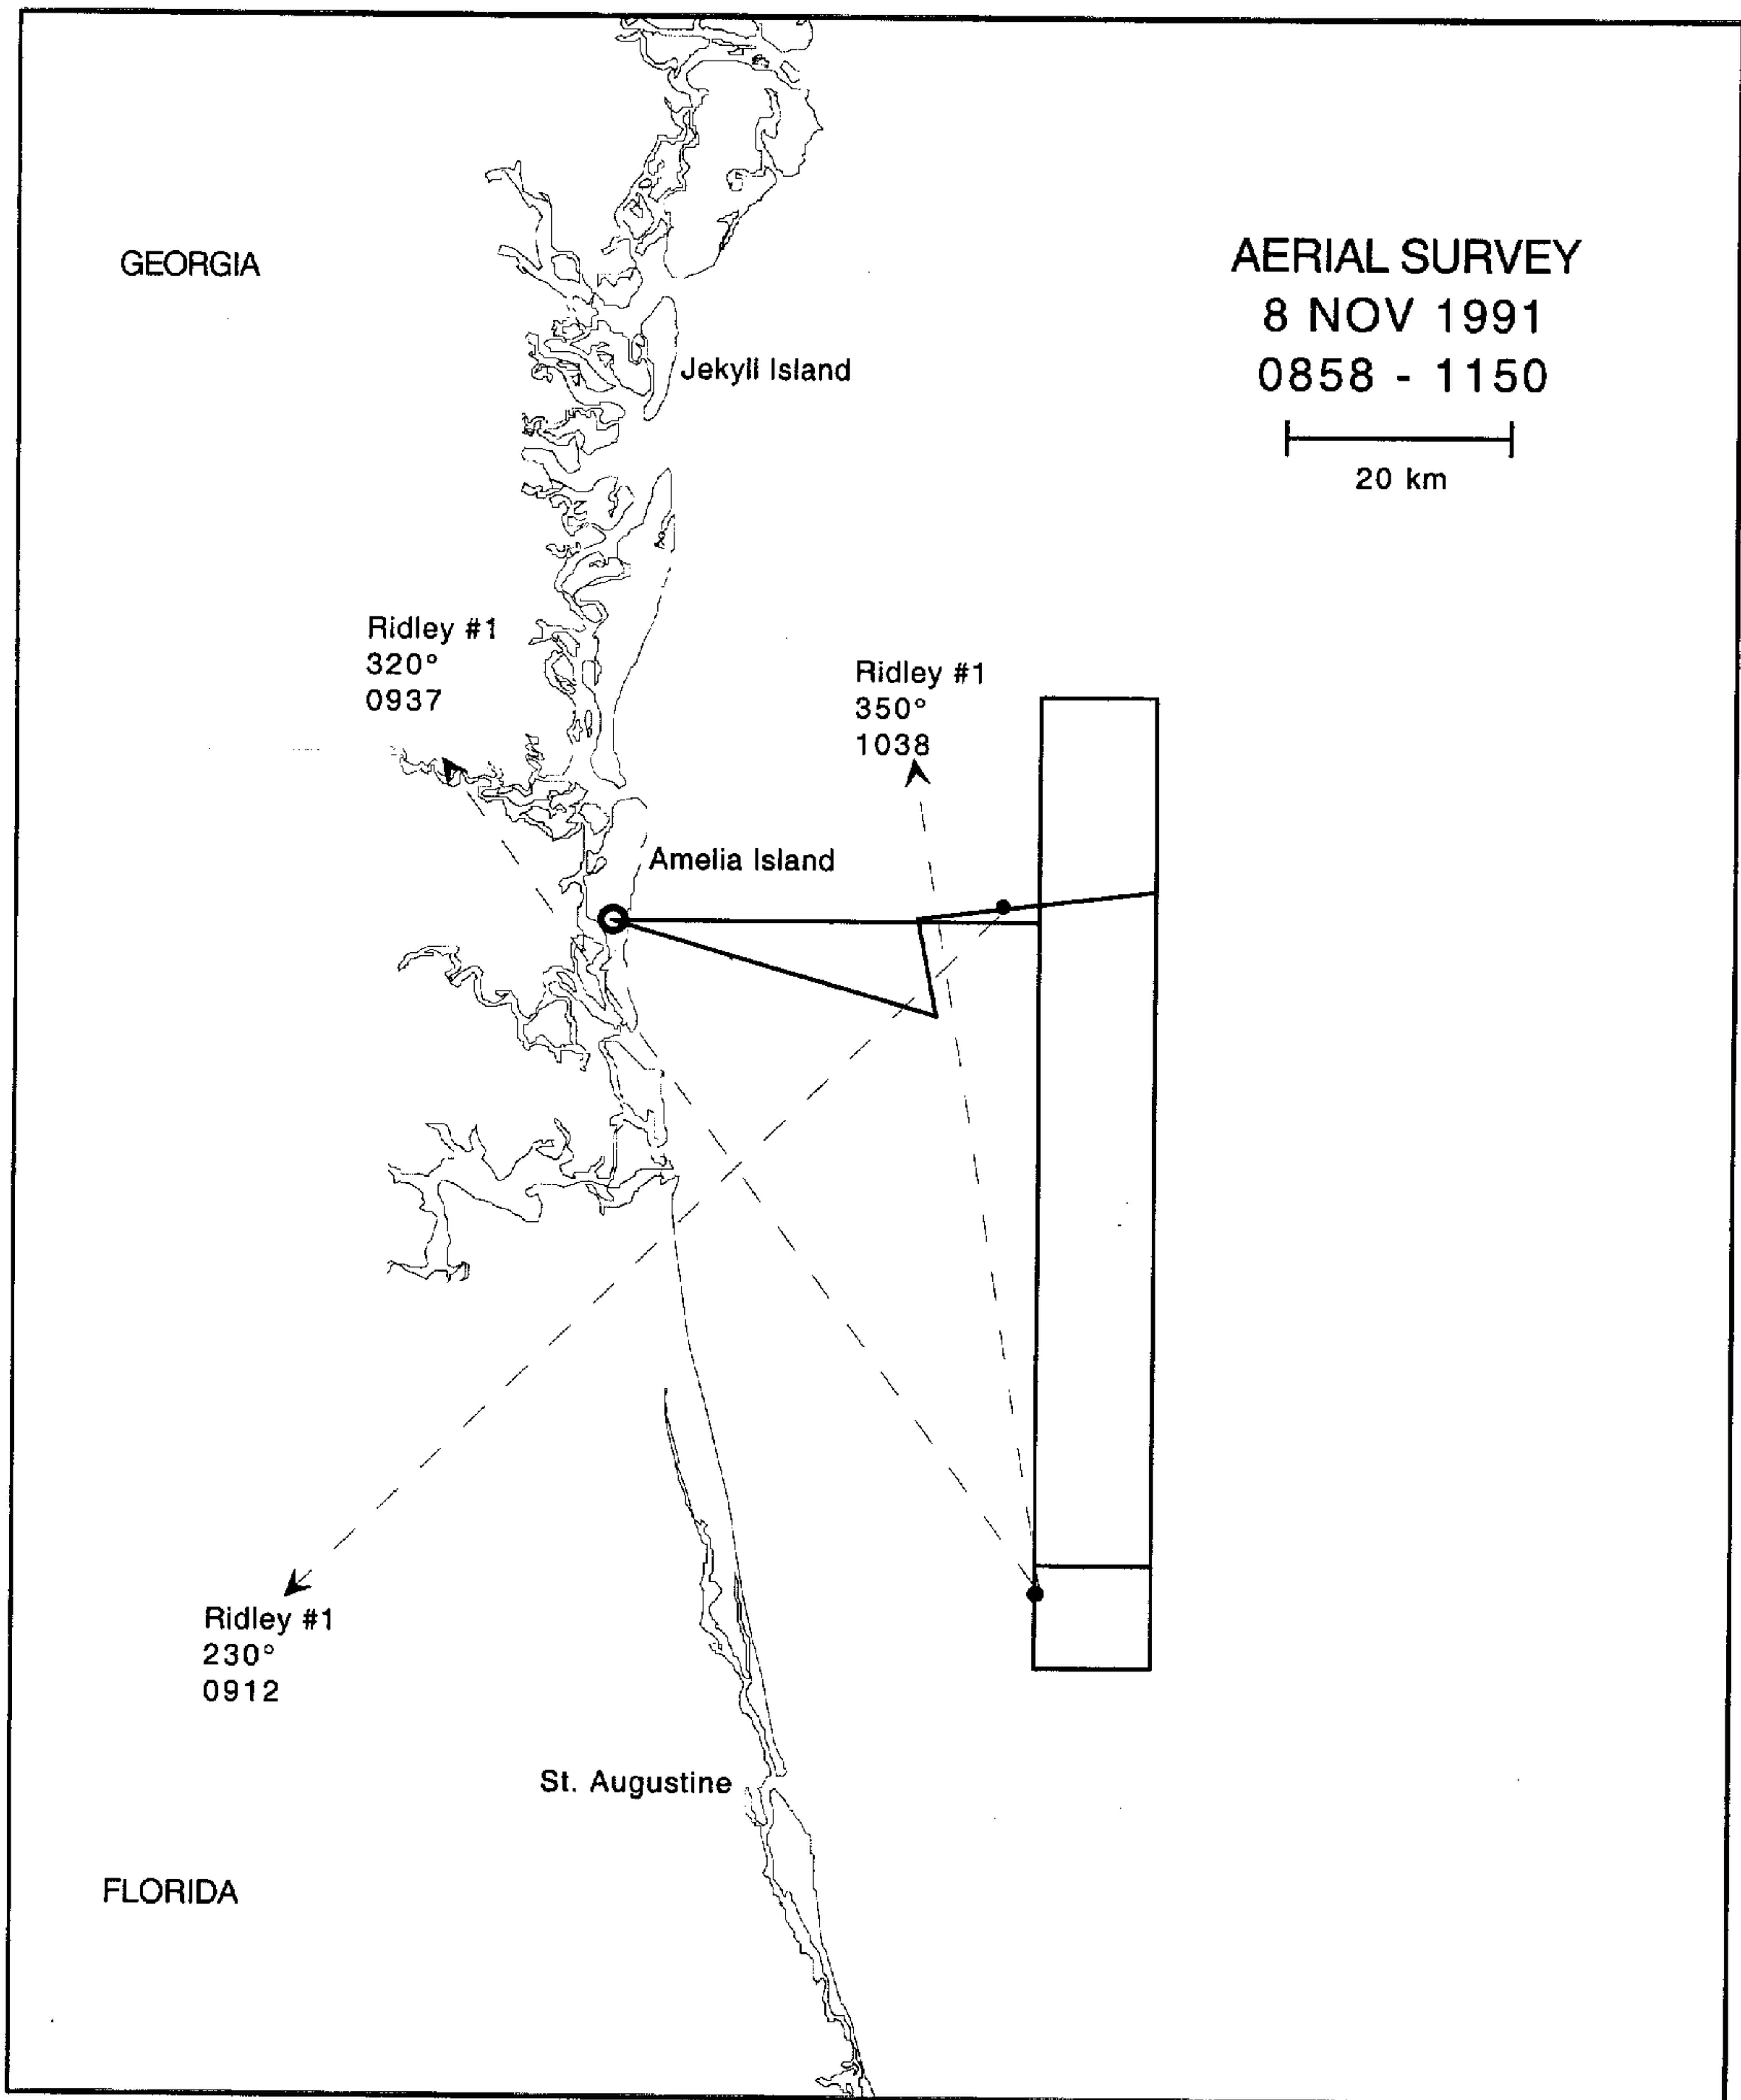 GEORGIA
AERIAL SURVEY
8 NOV 1991
0858 - 1150
20 km
Jekyll Island
Ridley #1
320°
0937
Ridley #1
350°
1038
Amelia Island
Ridley #1
230°
0912
St. Augustine
FLORIDA